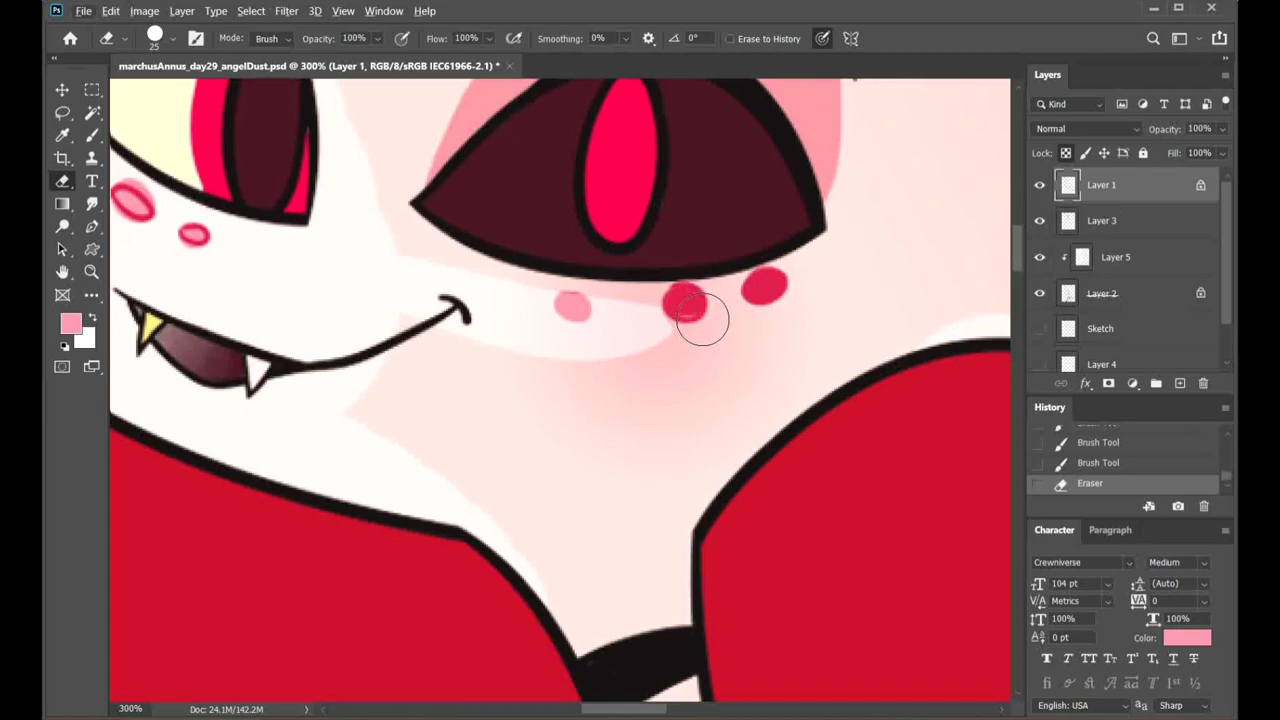 Ps File Edit Image Layer Type Select Filter 3D View Window Help
25 Mode: Brush Opacity: 100% Flow: 100% Smoothing: 0% 0° Erase to History
marchusAnnus_day29_angelDust.psd @ 300% (Layer 1, RGB/8/sRGB IEC61966-2.1) *
Layers
Kind
Normal Opacity: 100%
Lock: Fill: 100%
Layer 1
Layer 3
Layer 5
Layer 2
Sketch
Layer 4
fx
History
Brush Tool
Brush Tool
Eraser
Character Paragraph
Crewniverse Medium
104 pt (Auto)
Metrics 0
100% 100%
0 pt Color:
English: USA Sharp
300% Doc: 24.1M/142.2M